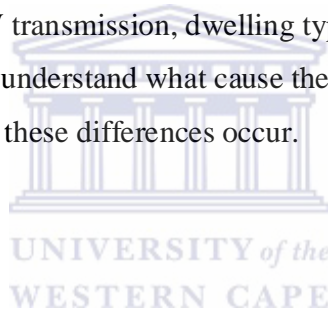 transmission, dwelling typ
understand what cause the
these differences occur.
UNIVERSITY of the
WESTERN CAPE